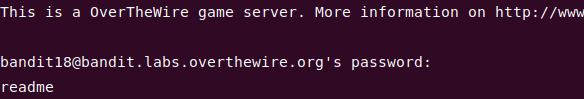 This is a OverTheWire game server. More information on http://www
bandit18@bandit.labs.overthewire.org's password:
readme